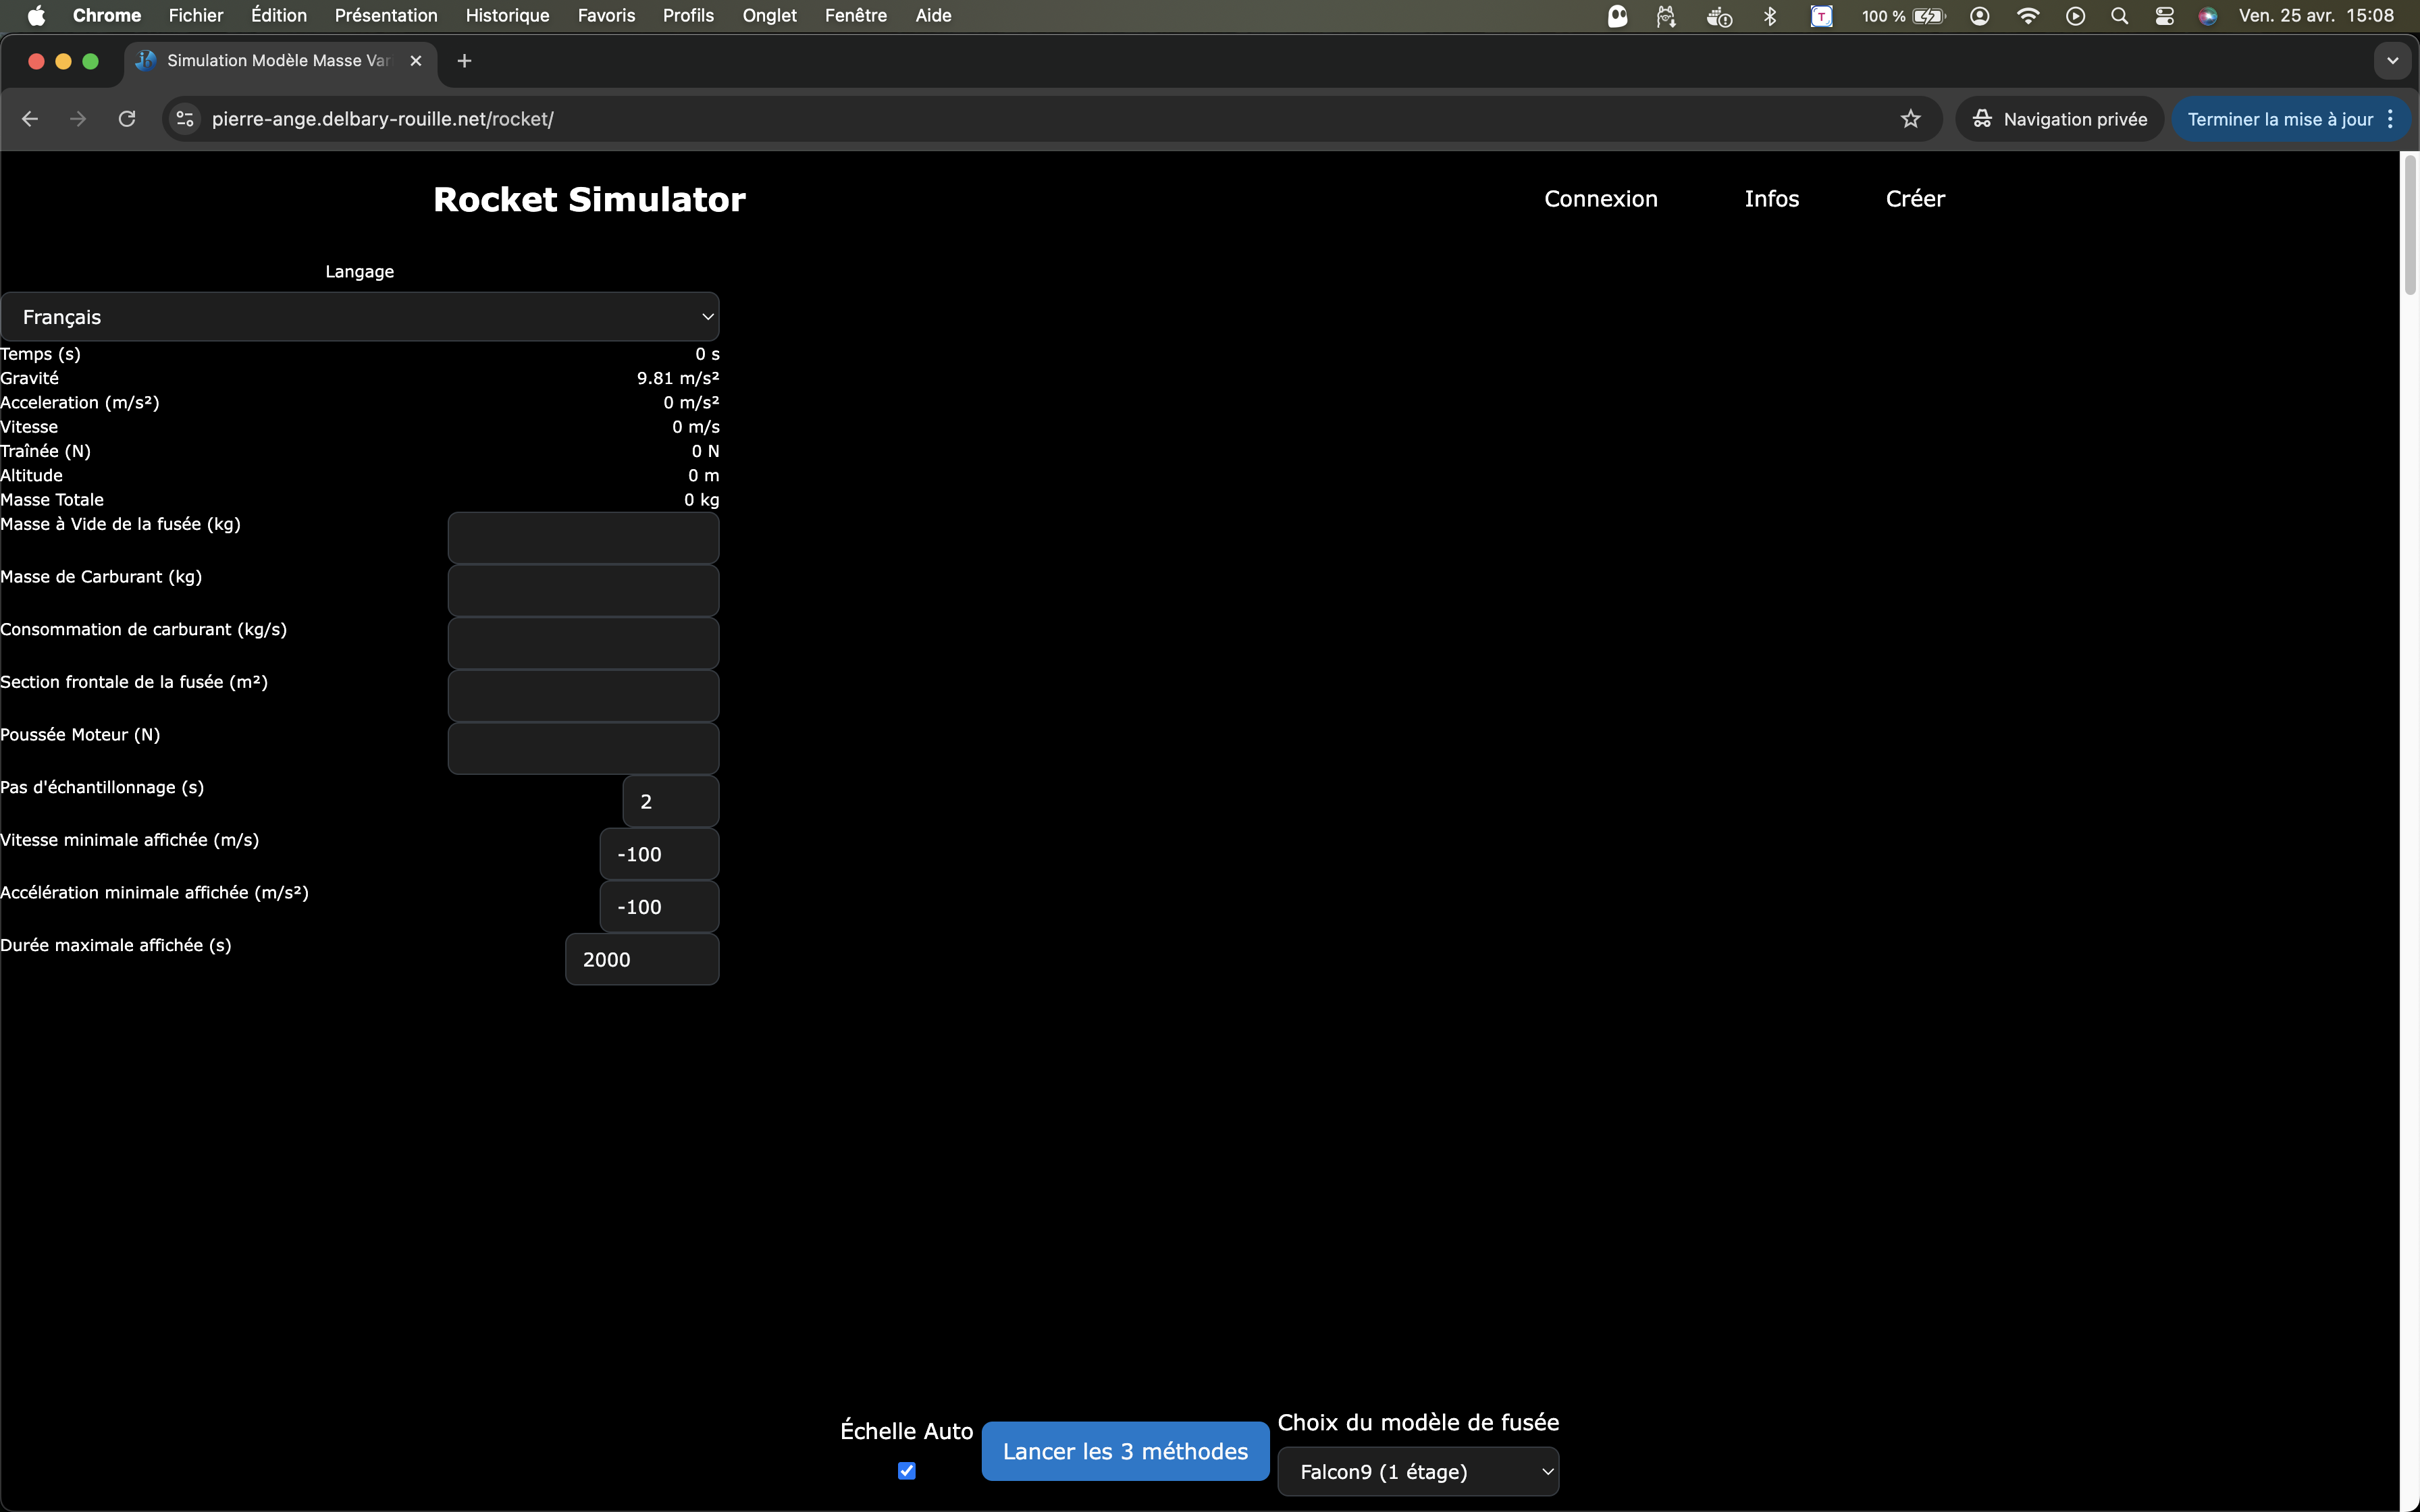 Chrome Fichier Édition Présentation Historique Favoris Profils Onglet Fenêtre Aide T 100 % Ven. 25 avr. 15:08
Simulation Modèle Masse Var
pierre-ange.delbary-rouille.net/rocket/ Navigation privée Terminer la mise à jour
Rocket Simulator Connexion Infos Créer
Langage
Français
Temps (s) 0 s
Gravité 9.81 m/s²
Acceleration (m/s²) 0 m/s²
Vitesse 0 m/s
Traînée (N) 0 N
Altitude 0 m
Masse Totale 0 kg
Masse à Vide de la fusée (kg)
Masse de Carburant (kg)
Consommation de carburant (kg/s)
Section frontale de la fusée (m²)
Poussée Moteur (N)
Pas d'échantillonnage (s) 2
Vitesse minimale affichée (m/s) -100
Accélération minimale affichée (m/s²) -100
Durée maximale affichée (s) 2000
Échelle Auto
Lancer les 3 méthodes
Choix du modèle de fusée
Falcon9 (1 étage)